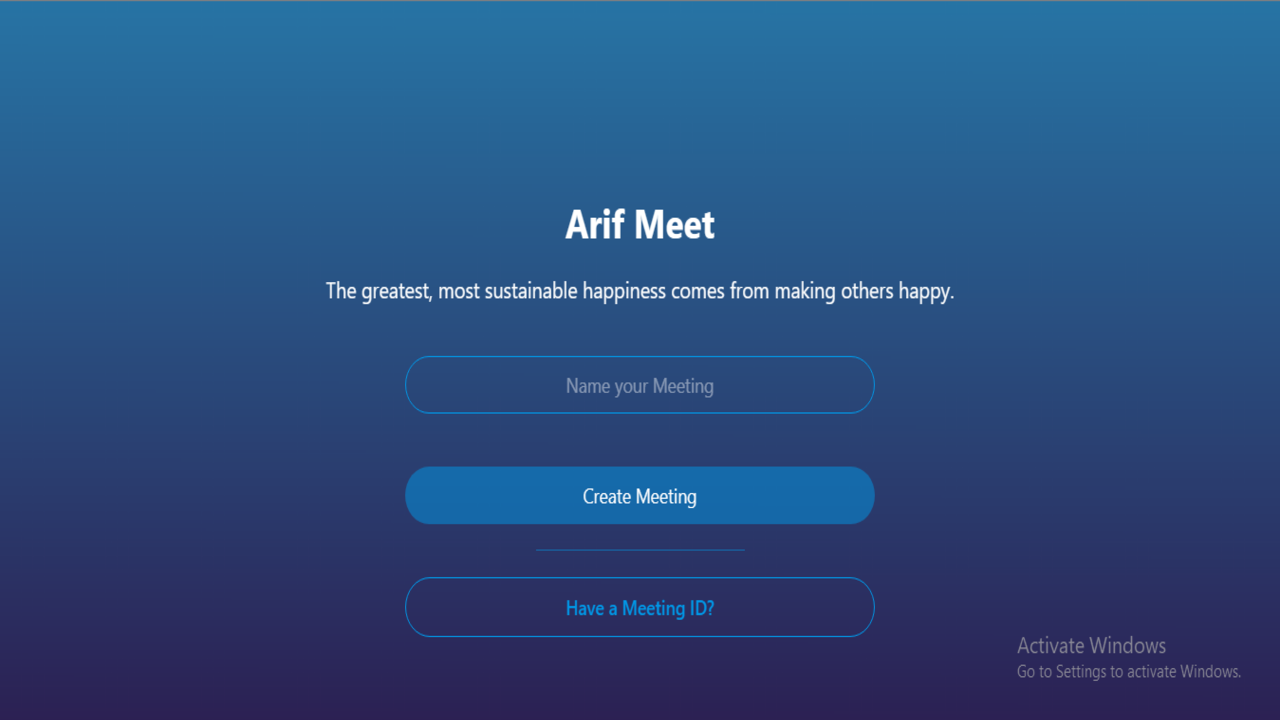 Arif Meet
The greatest, most sustainable happiness comes from making others happy.
Name your Meeting
Create Meeting
Have a Meeting ID?
Activate Windows
Go to Settings to activate Windows.